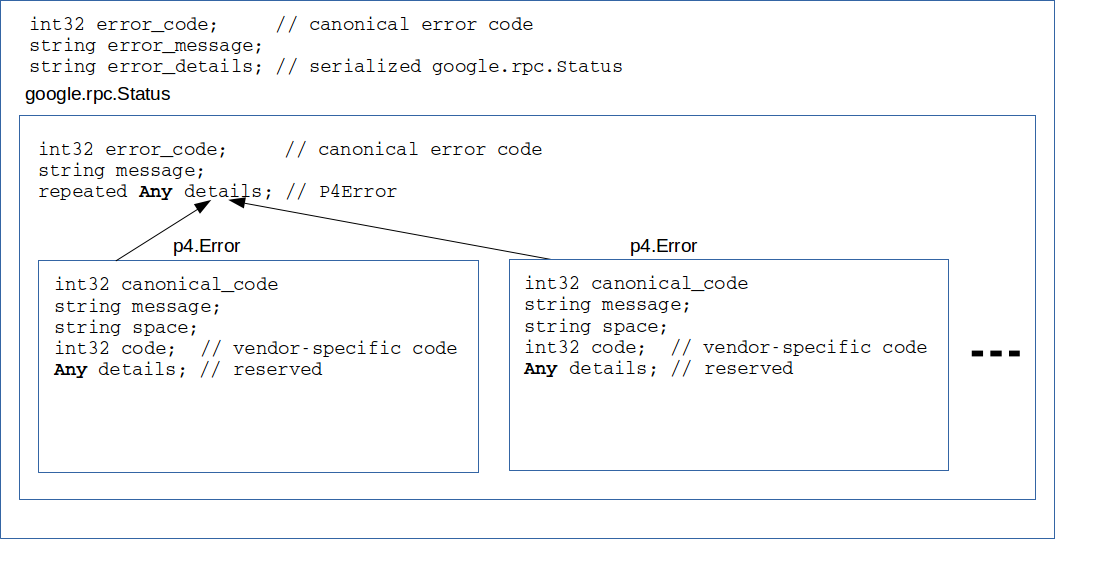 int32 error_code;      // canonical error code
string error_message;
string error_details; // serialized google.rpc.Status
google.rpc.Status
int32 error_code;      // canonical error code
string message;
repeated Any details; // P4Error
p4.Error
int32 canonical_code
string message;
string space;
int32 code;  // vendor-specific code
Any details; // reserved
p4.Error
int32 canonical_code
string message;
string space;
int32 code;  // vendor-specific code
Any details; // reserved